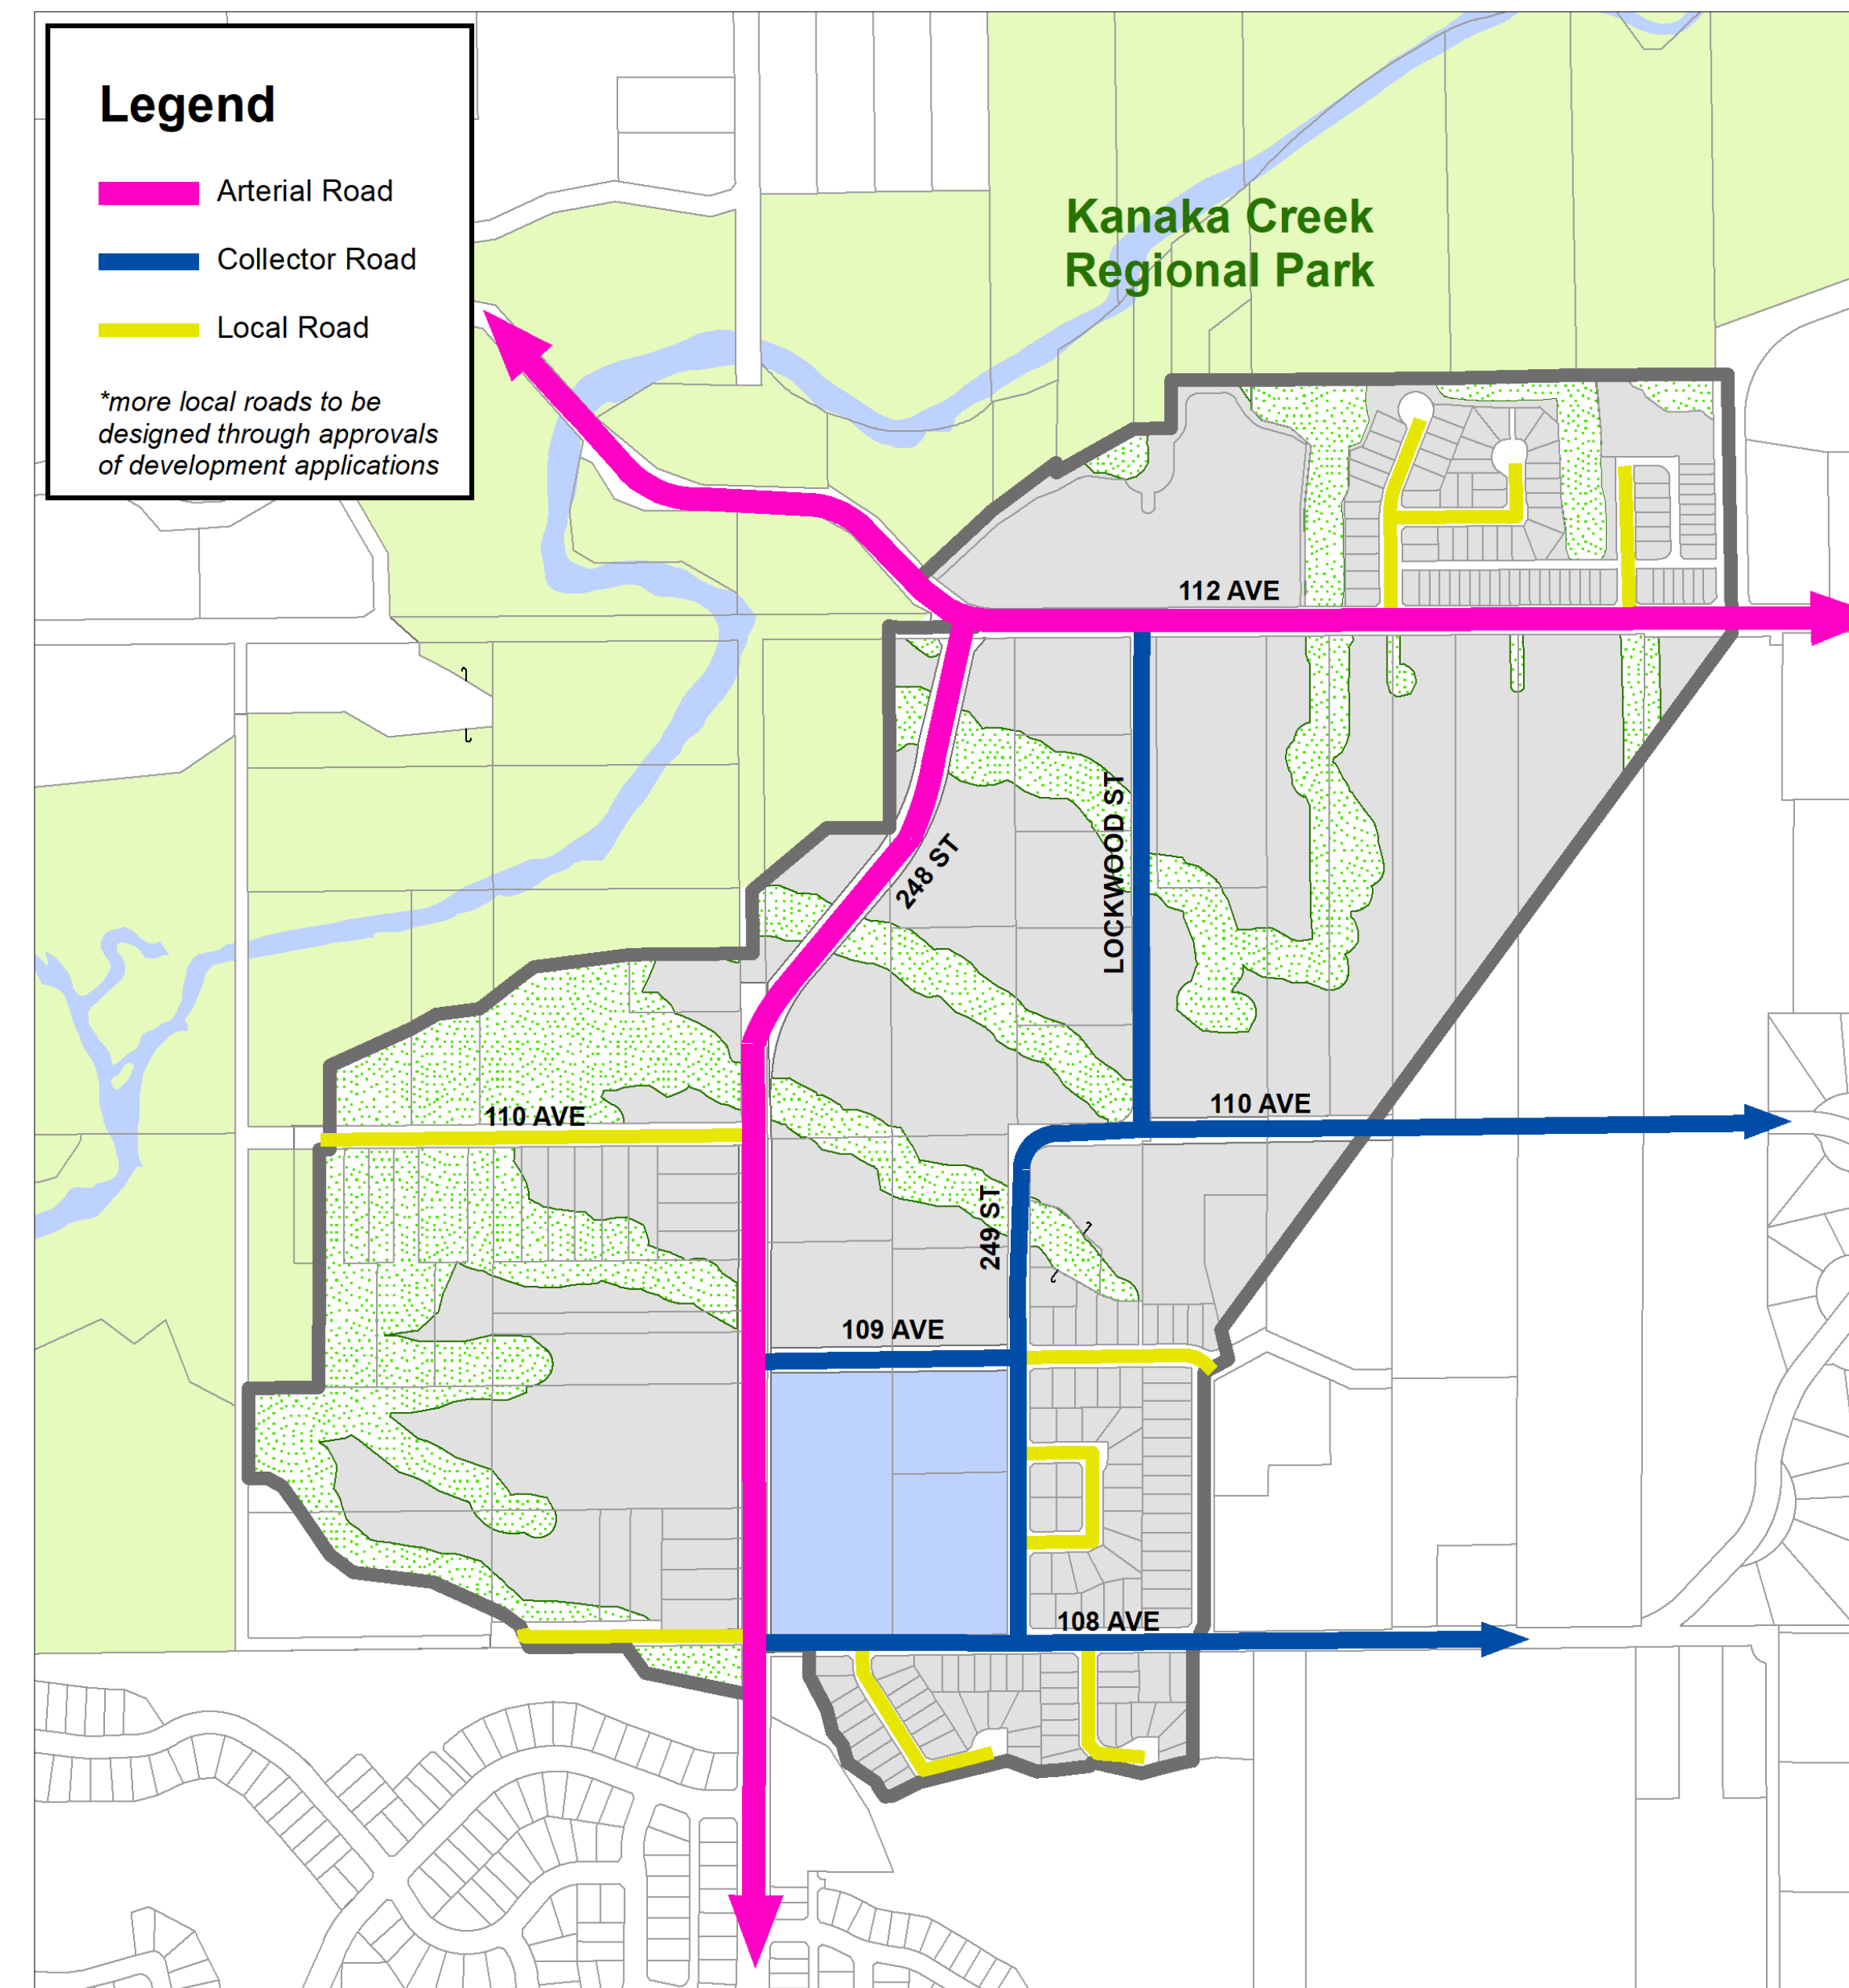 Legend
Arterial Road
Collector Road
Local Road
*more local roads to be
designed through approvals
of development applications
Kanaka Creek
Regional Park
112 AVE
LOCKWOOD ST
248 ST
110 AVE
110 AVE
249 ST
109 AVE
108 AVE